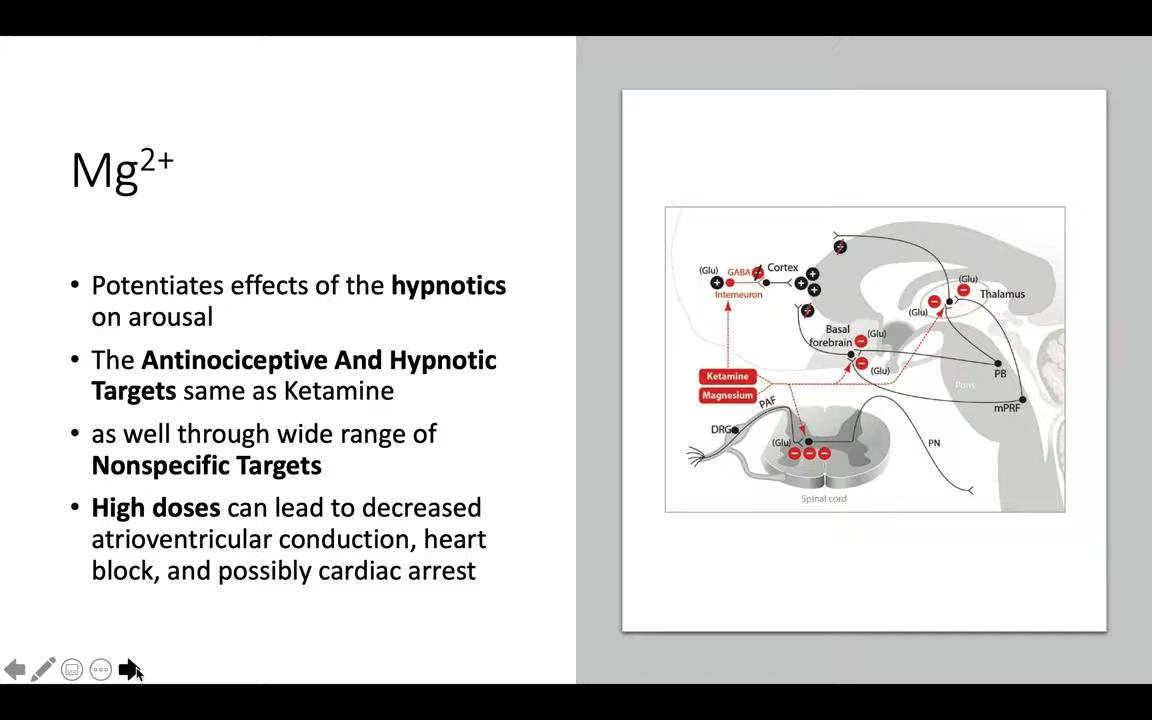 Mg2+
• Potentiates effects of the hypnotics
on arousal
• The Antinociceptive And Hypnotic
Targets same as Ketamine
• as well through wide range of
Nonspecific Targets
• High doses can lead to decreased
atrioventricular conduction, heart
block, and possibly cardiac arrest
(Glu)
GABA
Cortex
Interneuron
(Glu)
Thalamus
(Glu)
Basal
forebrain
(Glu)
(Glu)
Ketamine
Magnesium
PB
Pons
mPRF
PAF
DRG
(Glu)
PN
Spinal cord